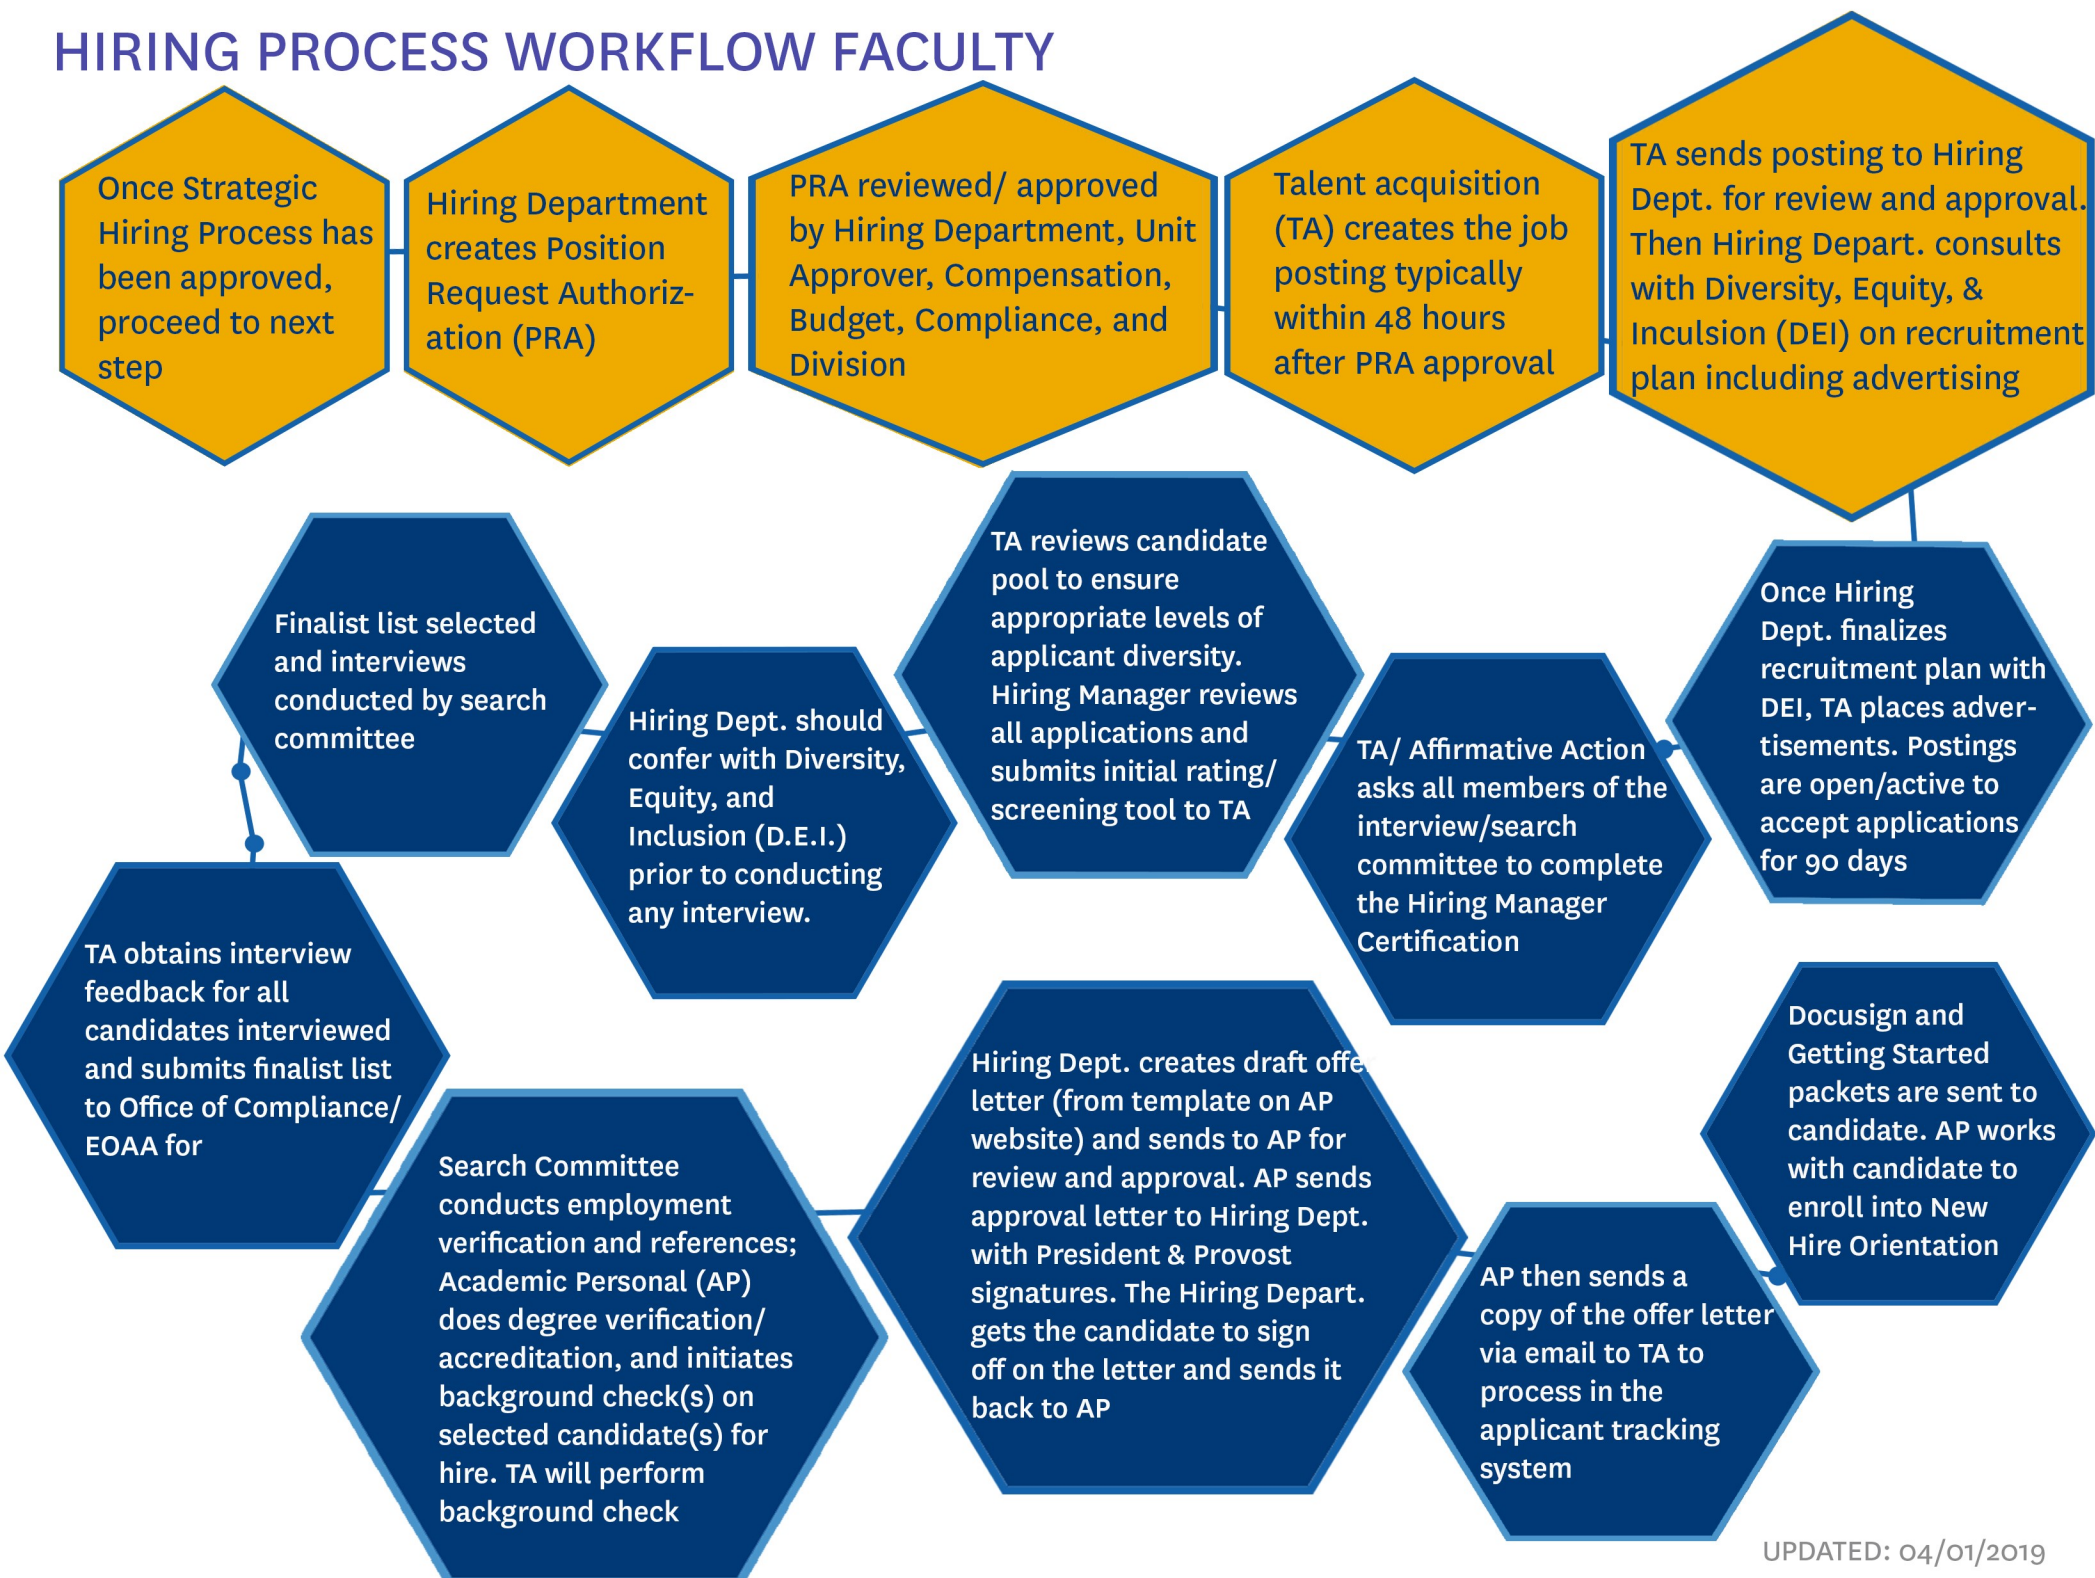 HIRING PROCESS WORKFLOW FACULTY
Once Strategic
Hiring Process has
been approved,
proceed to next
step
Hiring Department
creates Position
Request Authoriz-
ation (PRA)
PRA reviewed/ approved
by Hiring Department, Unit
Approver, Compensation,
Budget, Compliance, and
Division
Talent acquisition
(TA) creates the job
posting typically
within 48 hours
after PRA approval
TA sends posting to Hiring
Dept. for review and approval.
Then Hiring Depart. consults
with Diversity, Equity, &
Inculsion (DEI) on recruitment
plan including advertising
Once Hiring
Dept. finalizes
recruitment plan with
DEI, TA places adver-
tisements. Postings
are open/active to
accept applications
for 90 days
TA/ Affirmative Action
asks all members of the
interview/search
committee to complete
the Hiring Manager
Certification
TA reviews candidate
pool to ensure
appropriate levels of
applicant diversity.
Hiring Manager reviews
all applications and
submits initial rating/
screening tool to TA
Hiring Dept. should
confer with Diversity,
Equity, and
Inclusion (D.E.I.)
prior to conducting
any interview.
Finalist list selected
and interviews
conducted by search
committee
TA obtains interview
feedback for all
candidates interviewed
and submits finalist list
to Office of Compliance/
EOAA for
Search Committee
conducts employment
verification and references;
Academic Personal (AP)
does degree verification/
accreditation, and initiates
background check(s) on
selected candidate(s) for
hire. TA will perform
background check
Hiring Dept. creates draft offer
letter (from template on AP
website) and sends to AP for
review and approval. AP sends
approval letter to Hiring Dept.
with President & Provost
signatures. The Hiring Depart.
gets the candidate to sign
off on the letter and sends it
back to AP
AP then sends a
copy of the offer letter
via email to TA to
process in the
applicant tracking
system
Docusign and
Getting Started
packets are sent to
candidate. AP works
with candidate to
enroll into New
Hire Orientation
UPDATED: 04/01/2019